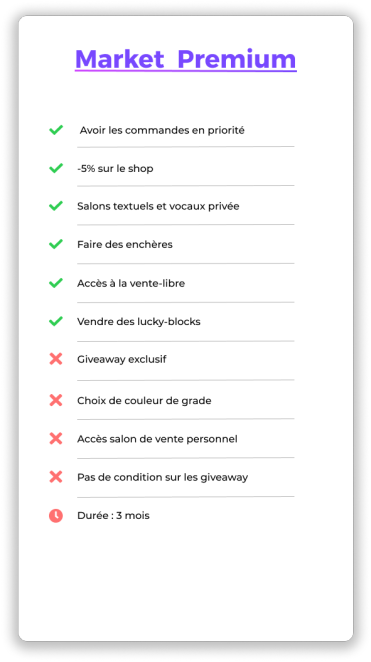 Market Premium
Avoir les commandes en priorité
-5% sur le shop
Salons textuels et vocaux privée
Faire des enchères
Accès à la vente-libre
Vendre des lucky-blocks
Giveaway exclusif
Choix de couleur de grade
Accès salon de vente personnel
Pas de condition sur les giveaway
Durée : 3 mois